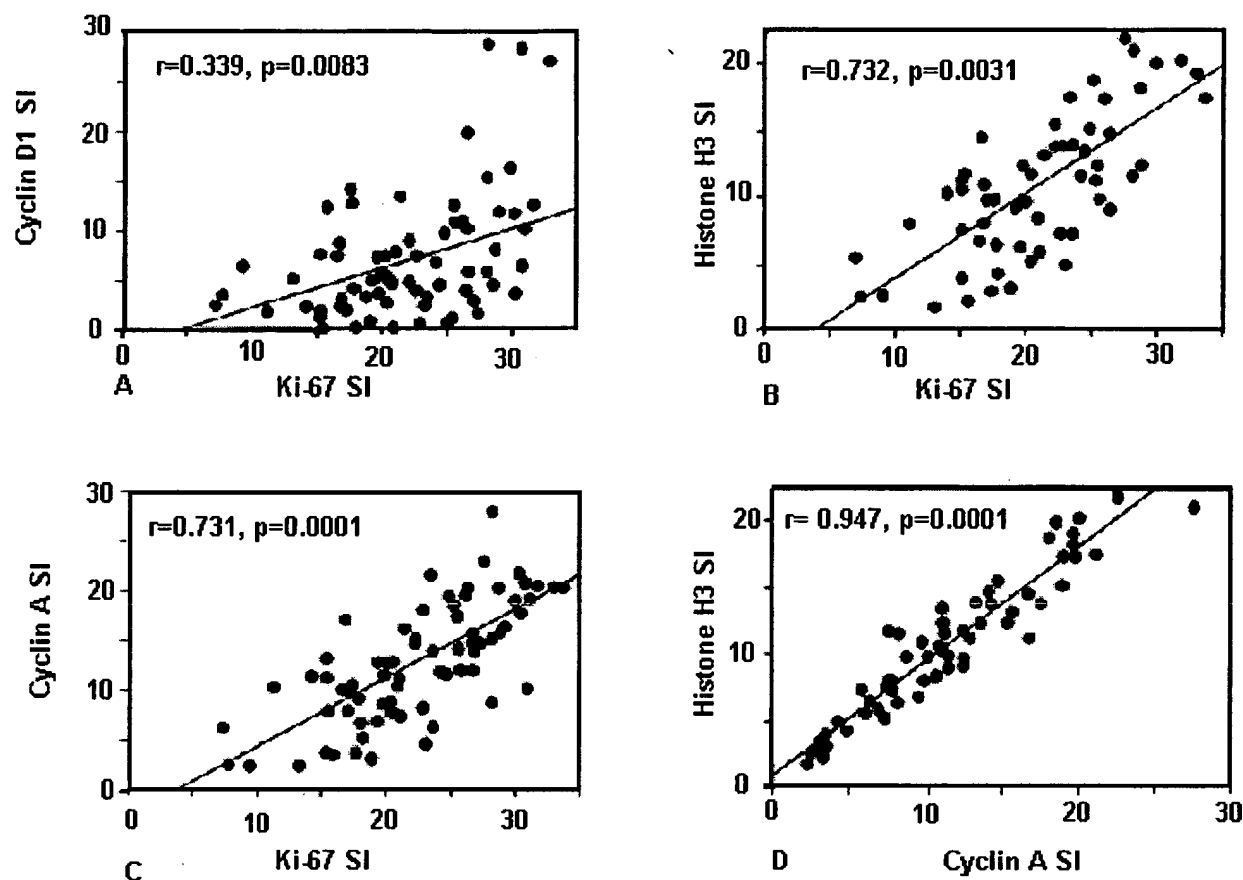 30
r=0.339, p=0.0083
Cyclin D1 SI
20
10
0
0 10 20 30
A Ki-67 SI
20
r=0.732, p=0.0031
Histone H3 SI
10
0
0 10 20 30
B Ki-67 SI
30
r=0.731, p=0.0001
Cyclin A SI
20
10
0
0 10 20 30
C Ki-67 SI
20
r= 0.947, p=0.0001
Histone H3 SI
10
0
0 10 20 30
D Cyclin A SI